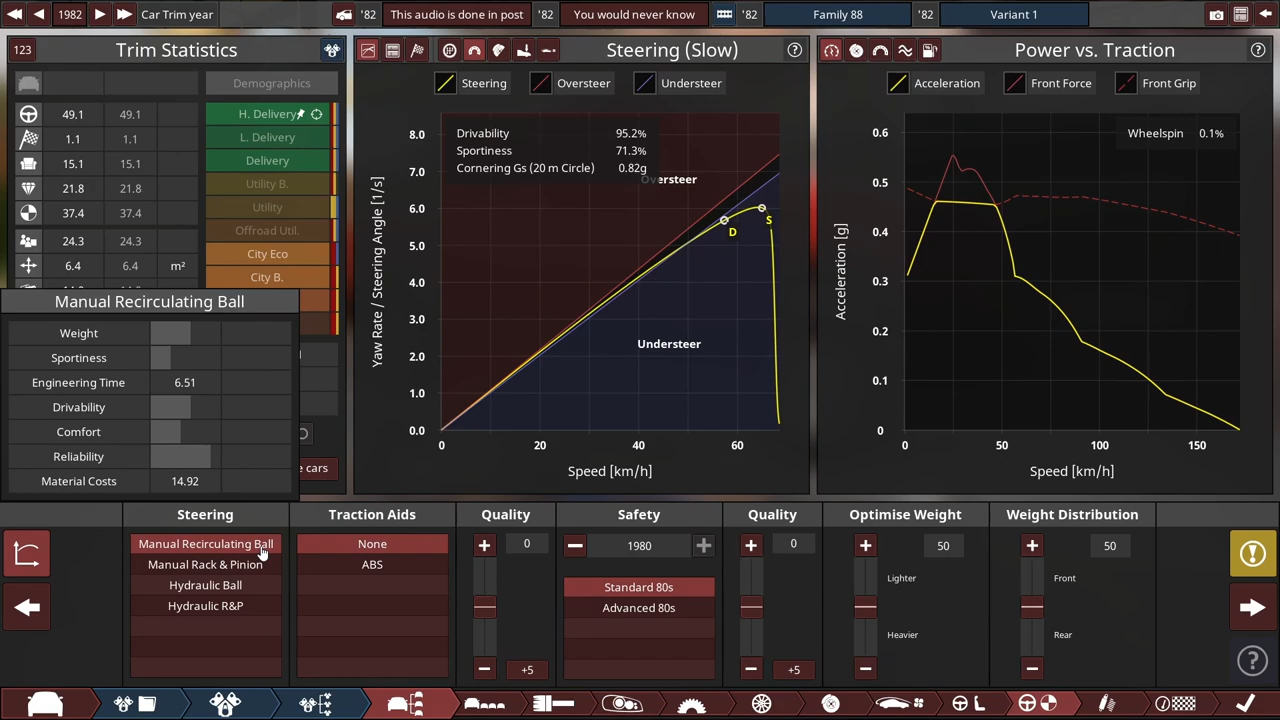 1982 Car Trim year '82 This audio is done in post '82 You would never know '82 Family 88 '82 Variant 1
123 Trim Statistics
Demographics
49.1 49.1 H. Delivery
1.1 1.1 L. Delivery
15.1 15.1 Delivery
21.8 21.8 Utility B.
37.4 37.4 Utility
Offroad Util.
24.3 24.3 City Eco
6.4 6.4 m² City B.
Manual Recirculating Ball
Weight
Sportiness
Engineering Time 6.51
Drivability
Comfort
Reliability
Material Costs 14.92
e cars
Steering (Slow) ?
Steering Oversteer Understeer
Drivability 95.2%
Sportiness 71.3%
Cornering Gs (20 m Circle) 0.82g
Oversteer
Understeer
D
S
Yaw Rate / Steering Angle [1/s]
8.0
7.0
6.0
5.0
4.0
3.0
2.0
1.0
0.0
0 20 40 60
Speed [km/h]
Power vs. Traction ?
Acceleration Front Force Front Grip
Wheelspin 0.1%
Acceleration [g]
0.6
0.5
0.4
0.3
0.2
0.1
0
0 50 100 150
Speed [km/h]
Steering
Manual Recirculating Ball
Manual Rack & Pinion
Hydraulic Ball
Hydraulic R&P
Traction Aids
None
ABS
Quality
+ 0
− +5
Safety
− 1980 +
Standard 80s
Advanced 80s
Quality
+ 0
− +5
Optimise Weight
+ 50
Lighter
Heavier
−
Weight Distribution
+ 50
Front
Rear
−
!
?